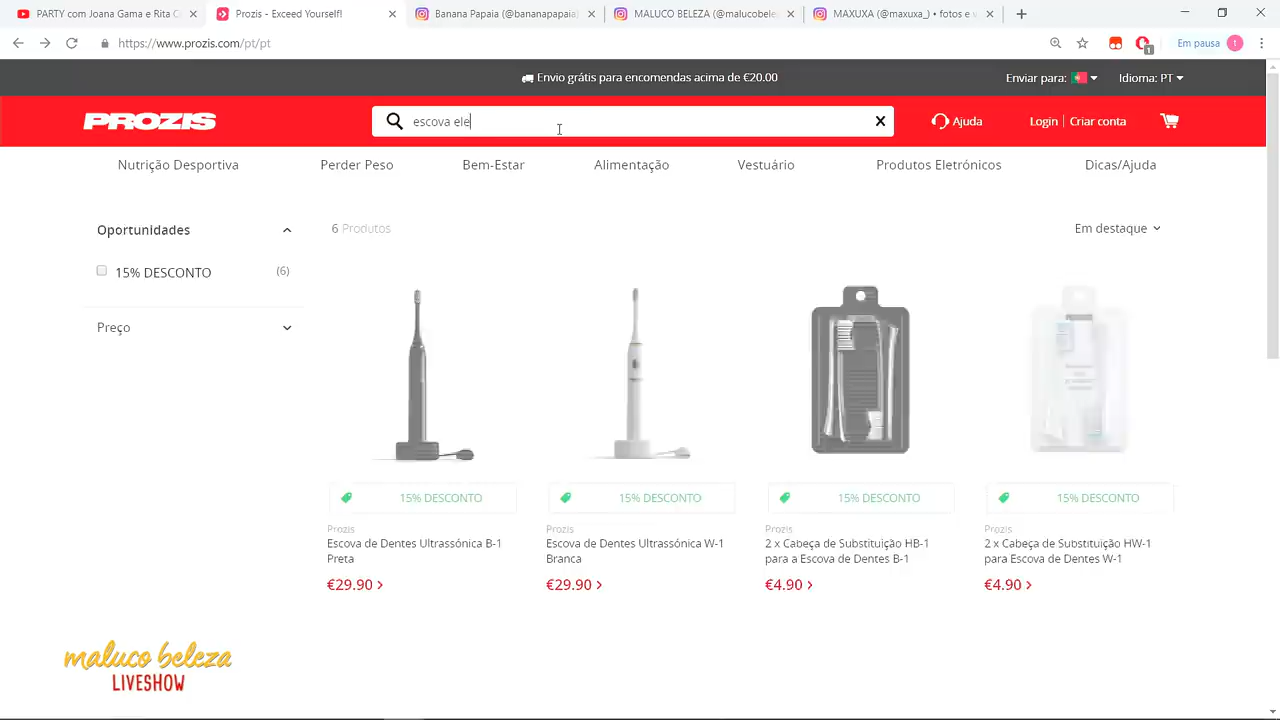 PARTY com Joana Gama e Rita C
Prozis - Exceed Yourself!
Banana Papaia (@bananapapaia)
MALUCO BELEZA (@malucobele
MAXUXA (@maxuxa_) • fotos e v
https://www.prozis.com/pt/pt
1
Em pausa
t
Envio grátis para encomendas acima de €20.00
Enviar para:
Idioma: PT
PROZIS
escova ele
Ajuda
Login | Criar conta
Nutrição Desportiva
Perder Peso
Bem-Estar
Alimentação
Vestuário
Produtos Eletrónicos
Dicas/Ajuda
Oportunidades
6 Produtos
Em destaque
15% DESCONTO
(6)
Preço
15% DESCONTO
15% DESCONTO
15% DESCONTO
15% DESCONTO
Prozis
Escova de Dentes Ultrassónica B-1
Preta
€29.90 >
Prozis
Escova de Dentes Ultrassónica W-1
Branca
€29.90 >
Prozis
2 x Cabeça de Substituição HB-1
para a Escova de Dentes B-1
€4.90 >
Prozis
2 x Cabeça de Substituição HW-1
para Escova de Dentes W-1
€4.90 >
maluco beleza
LIVESHOW